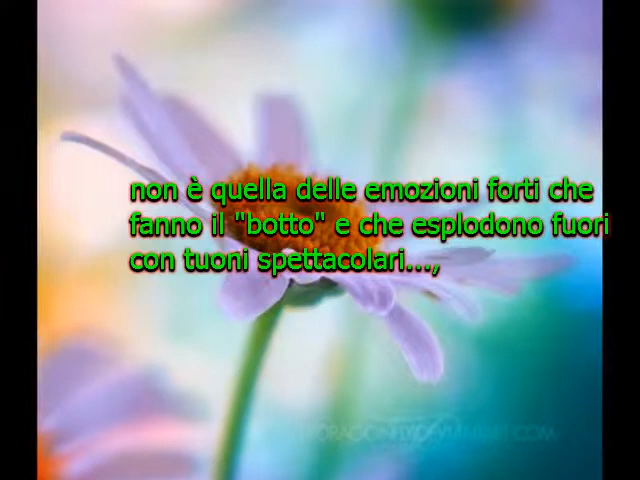 non è quella delle emozioni forti che
fanno il "botto" e che esplodono fuori
con tuoni spettacolari...,